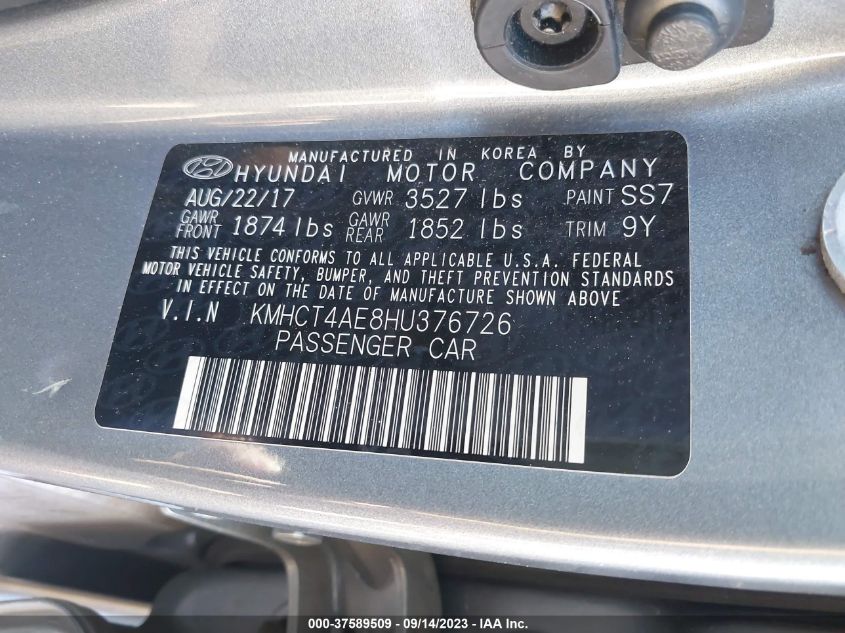 MANUFACTURED IN KOREA BY
HYUNDAI MOTOR COMPANY
AUG/22/17 GVWR 3527 lbs PAINT SS7
GAWR FRONT 1874 lbs GAWR REAR 1852 lbs TRIM 9Y
THIS VEHICLE CONFORMS TO ALL APPLICABLE U.S.A. FEDERAL
MOTOR VEHICLE SAFETY, BUMPER, AND THEFT PREVENTION STANDARDS
IN EFFECT ON THE DATE OF MANUFACTURE SHOWN ABOVE.
V.I.N KMHCT4AE8HU376726
PASSENGER CAR
000-37589509 - 09/14/2023 - IAA Inc.